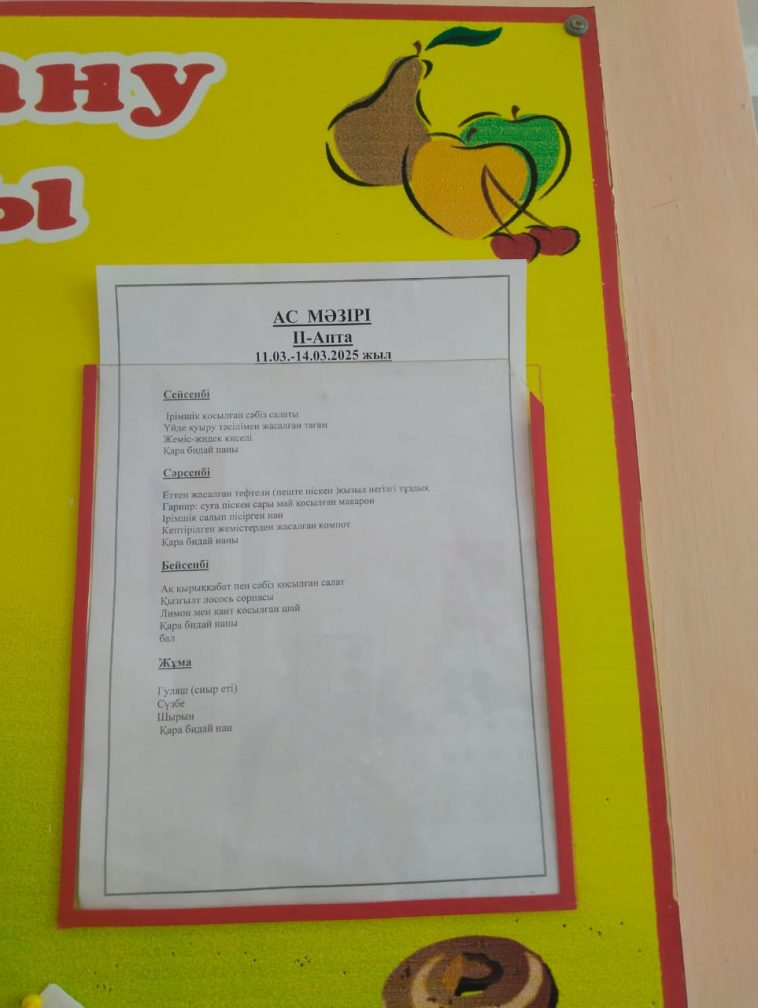 ану
ы
АС МӘЗІРІ
ІІ-Апта
11.03.-14.03.2025 жыл
Сейсенбі
Ірімшік қосылған сәбіз салаты
Үйде қуыру тәсілімен жасалған тағам
Жеміс-жидек киселі
Қара бидай наны
Сәрсенбі
Еттен жасалған тефтели (пеште піскен )қызыл негізгі тұздық
Гарнир: суға піскен сары май қосылған макарон
Ірімшік салып пісірген нан
Кептірілген жемістерден жасалған компот
Қара бидай наны
Бейсенбі
Ақ қырыққабат пен сәбіз қосылған салат
Қызғылт лосось сорпасы
Лимон мен қант қосылған шай
Қара бидай наны
бал
Жұма
Гуляш (сиыр еті)
Сүзбе
Шырын
Қара бидай нан